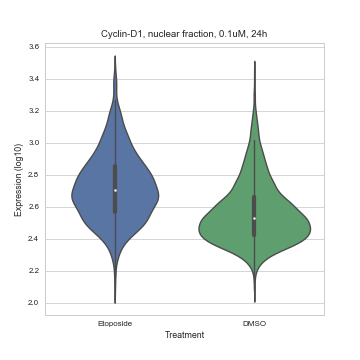 Cyclin-D1, nuclear fraction, 0.1uM, 24h
3.6
3.4
3.2
3.0
2.8
2.6
2.4
2.2
2.0
Expression (log10)
Etoposide
DMSO
Treatment